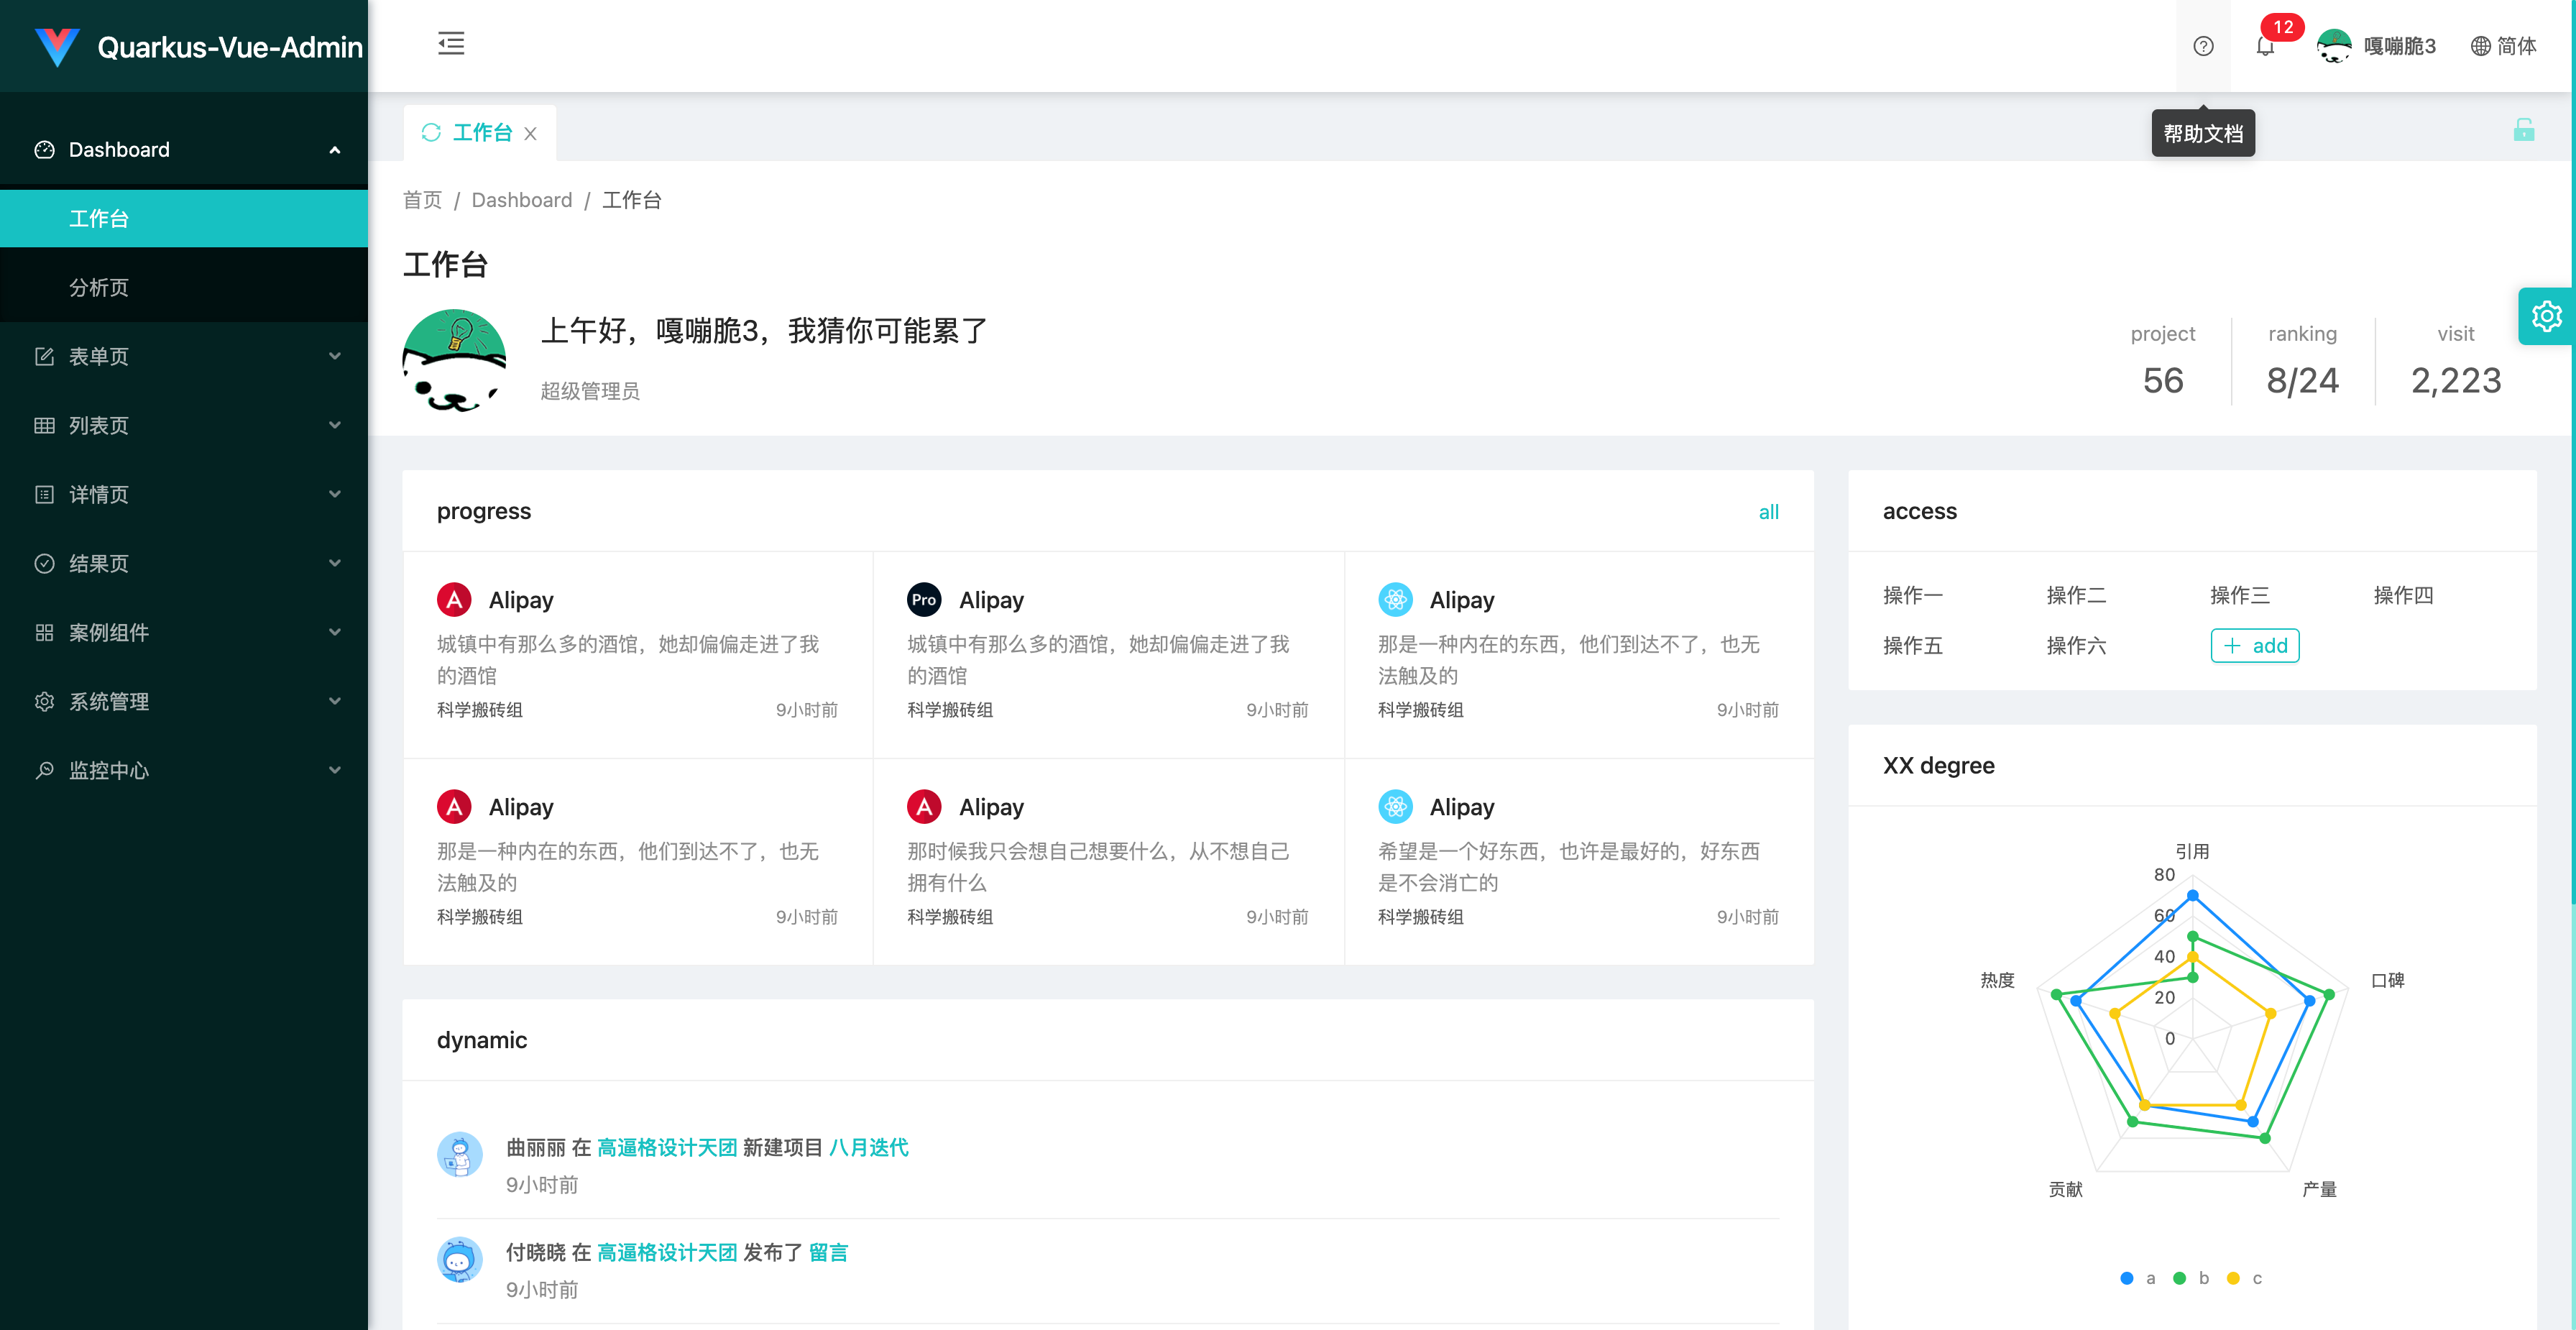 Quarkus-Vue-Admin
12
嘎嘣脆3
简体
Dashboard
工作台
分析页
表单页
列表页
详情页
结果页
案例组件
系统管理
监控中心
工作台
帮助文档
首页 / Dashboard / 工作台
工作台
上午好，嘎嘣脆3，我猜你可能累了
超级管理员
project
56
ranking
8/24
visit
2,223
progress
all
Alipay
城镇中有那么多的酒馆，她却偏偏走进了我
的酒馆
科学搬砖组 9小时前
Pro
Alipay
城镇中有那么多的酒馆，她却偏偏走进了我
的酒馆
科学搬砖组 9小时前
Alipay
那是一种内在的东西，他们到达不了，也无
法触及的
科学搬砖组 9小时前
Alipay
那是一种内在的东西，他们到达不了，也无
法触及的
科学搬砖组 9小时前
Alipay
那时候我只会想自己想要什么，从不想自己
拥有什么
科学搬砖组 9小时前
Alipay
希望是一个好东西，也许是最好的，好东西
是不会消亡的
科学搬砖组 9小时前
dynamic
曲丽丽 在 高逼格设计天团 新建项目 八月迭代
9小时前
付晓晓 在 高逼格设计天团 发布了 留言
9小时前
access
操作一 操作二 操作三 操作四
操作五 操作六 + add
XX degree
引用
80
60
40
20
0
热度
口碑
贡献
产量
a b c